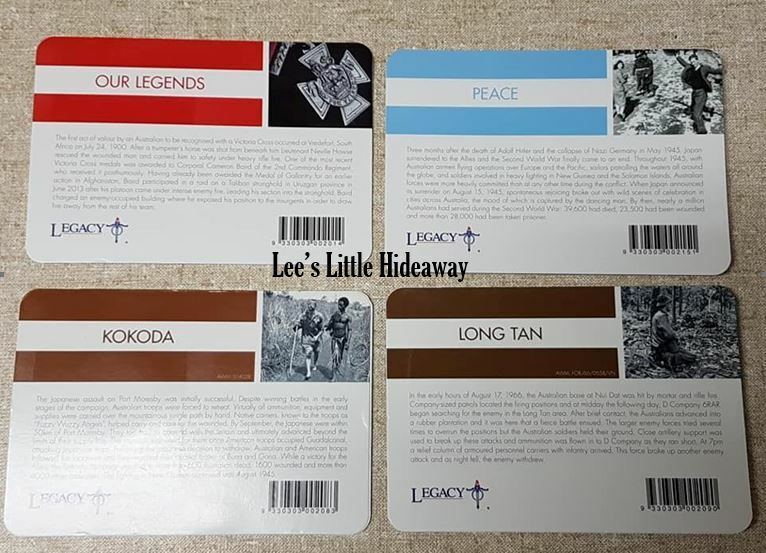 OUR LEGENDS
The first act of valour by an Australian to be recognised with a Victoria Cross occurred at Vredefort, South
Africa on July 24, 1900. After a trumpeter's horse was shot from beneath him Lieutenant Neville Howse
rescued the wounded man and carried him to safety under heavy rifle fire. One of the most recent
Victoria Cross medals was awarded to Corporal Cameron Baird of the 2nd Commando Regiment,
who received it posthumously. Having already been awarded the Medal of Gallantry for an earlier
action in Afghanistan, Baird participated in a raid on a Taliban stronghold in Uruzgan province in
June 2013 after his platoon came under intense enemy fire. Leading his section into the stronghold, Baird
charged an enemy-occupied building where he exposed his position to the insurgents in order to draw
fire away from the rest of his team.
LEGACY
9 330303 002014
PEACE
Three months after the death of Adolf Hitler and the collapse of Nazi Germany in May 1945, Japan
surrendered to the Allies and the Second World War finally came to an end. Throughout 1945, with
Australian airmen flying operations over Europe and the Pacific, sailors patrolling the waters all around
the globe, and soldiers involved in heavy fighting in New Guinea and the Solomon Islands, Australian
forces were more heavily committed than at any other time during the conflict. When Japan announced
its surrender on August 15, 1945, spontaneous rejoicing broke out with wild scenes of celebration in
cities across Australia, the mood of which is captured by the dancing man. By then, nearly a million
Australians had served during the Second World War: 39,600 had died, 23,500 had been wounded
and more than 28,000 had been taken prisoner.
LEGACY
9 330303 002151
Lee's Little Hideaway
KOKODA
The Japanese assault on Port Moresby was initially successful. Despite winning battles in the early
stages of the campaign, Australian troops were forced to retreat. Virtually all ammunition, equipment and
supplies were carried over the mountainous jungle path by hand. Native carriers, known to the troops as
"Fuzzy Wuzzy Angels", helped carry and care for the wounded. By September, the Japanese were within
LEGACY
9 330303 002083
LONG TAN
AWM FOR/66/0658/VN
In the early hours of August 17, 1966, the Australian base at Nui Dat was hit by mortar and rifle fire.
Company-sized patrols located the firing positions and at midday the following day, D Company 6RAR
began searching for the enemy in the Long Tan area. After brief contact, the Australians advanced into
a rubber plantation and it was here that a fierce battle ensued. The larger enemy forces tried several
times to overrun the positions but the Australian soldiers held their ground. Close artillery support was
used to break up these attacks and ammunition was flown in to D Company as they ran short. At 7pm
a relief column of armoured personnel carriers with infantry arrived. This force broke up another enemy
attack and as night fell, the enemy withdrew.
LEGACY
9 330303 002090